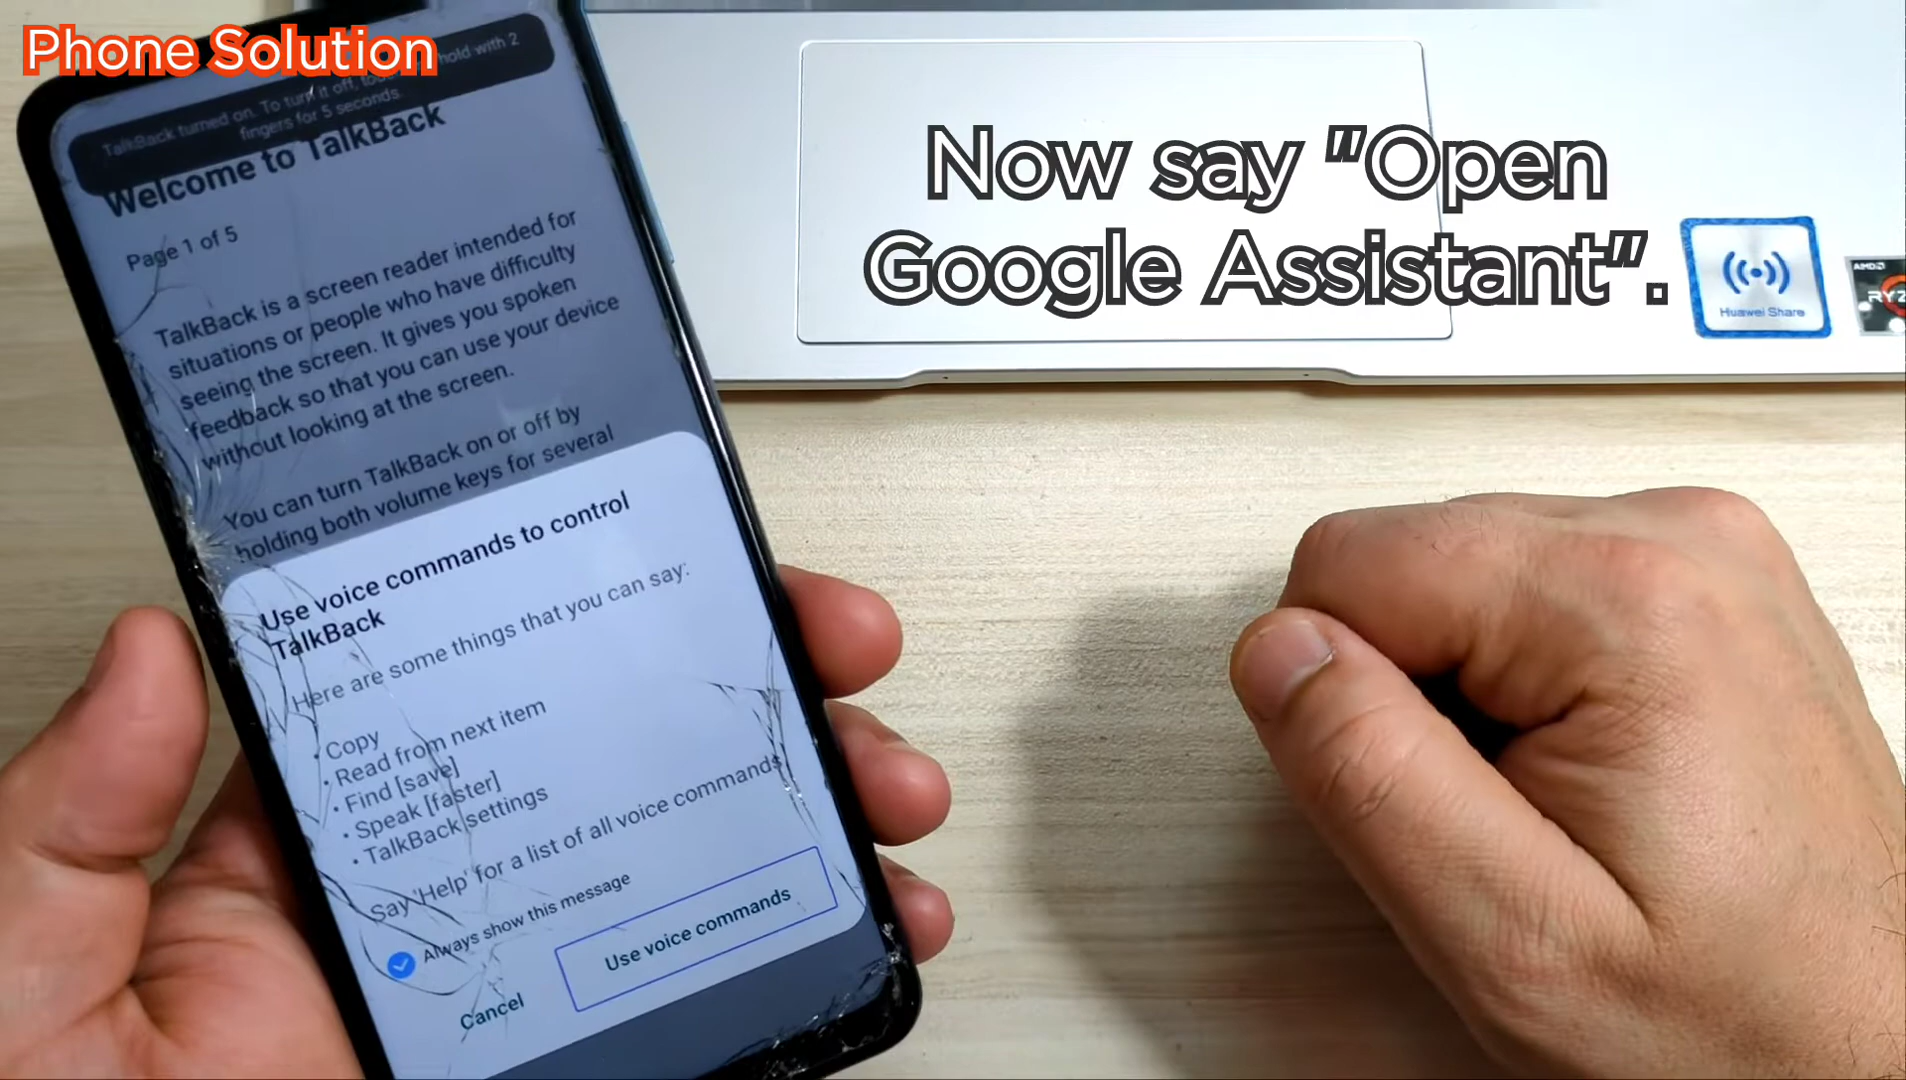 Phone Solution
TalkBack turned on. To turn it off, hold with 2
fingers for 5 seconds.
Welcome to TalkBack
Page 1 of 5
TalkBack is a screen reader intended for
situations or people who have difficulty
seeing the screen. It gives you spoken
feedback so that you can use your device
without looking at the screen.
You can turn TalkBack on or off by
holding both volume keys for several
Use voice commands to control
TalkBack
Here are some things that you can say:
• Copy
• Read from next item
• Find [save]
• Speak [faster]
• TalkBack settings
Say 'Help' for a list of all voice commands
Always show this message
Use voice commands
Cancel
Now say "Open
Google Assistant".
Huawei Share
AMD
RYZ